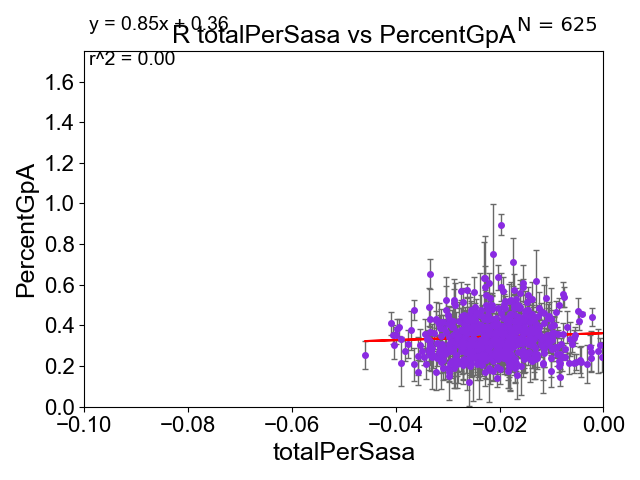 y = 0.85x + 0.36
N = 625
R totalPerSasa vs PercentGpA
r^2 = 0.00
1.6
1.4
1.2
1.0
0.8
0.6
0.4
0.2
0.0
PercentGpA
−0.10
−0.08
−0.06
−0.04
−0.02
0.00
totalPerSasa